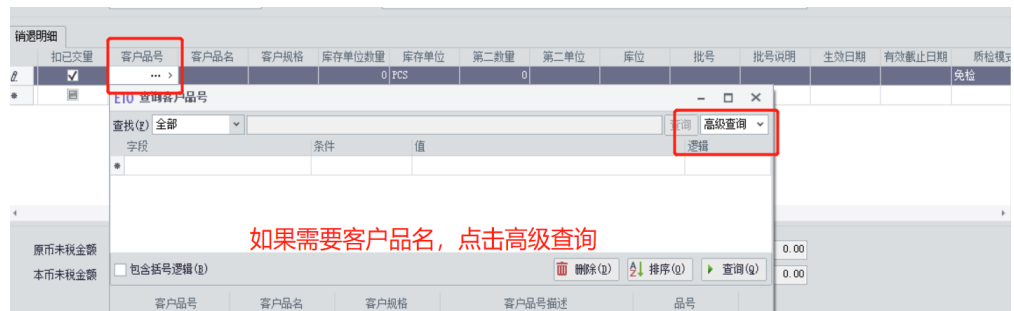 销退明细
扣已交量 客户品号 客户品名 客户规格 库存单位数量 库存单位 第二数量 第二单位 库位 批号 批号说明 生效日期 有效截止日期 质检模式
... > 0 PCS 0 免检
E10 查询客户品号
查找(F) 全部 查询 高级查询
字段 条件 值 逻辑
如果需要客户品名，点击高级查询
原币未税金额 0.00
包含括号逻辑(B) 删除(D) 排序(O) 查询(Q)
本币未税金额 0.00
客户品号 客户品名 客户规格 客户品号描述 品号